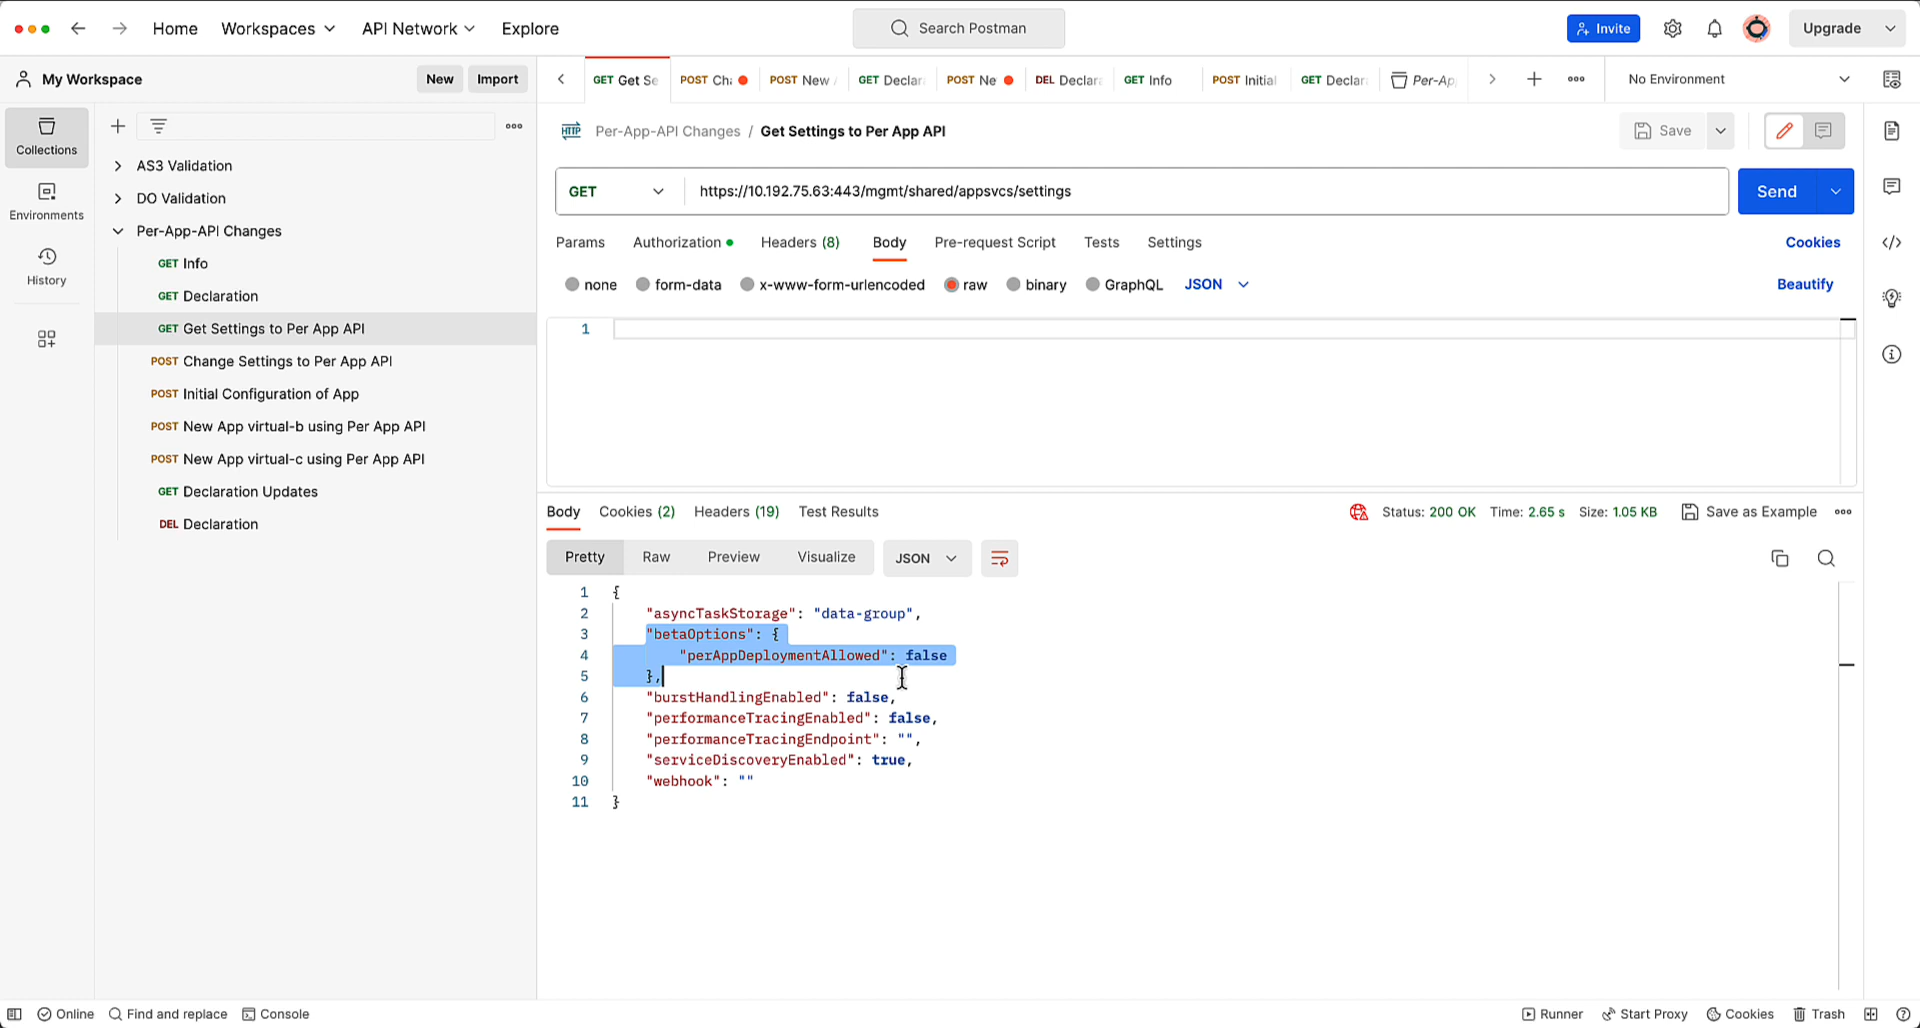 Home Workspaces API Network Explore Search Postman Invite Upgrade
My Workspace New Import
GET Get Se POST Cha POST New GET Declar POST Ne DEL Declar GET Info POST Initial GET Declar Per-Ap No Environment
Collections
Environments
History
AS3 Validation
DO Validation
Per-App-API Changes
GET Info
GET Declaration
GET Get Settings to Per App API
POST Change Settings to Per App API
POST Initial Configuration of App
POST New App virtual-b using Per App API
POST New App virtual-c using Per App API
GET Declaration Updates
DEL Declaration
HTTP Per-App-API Changes / Get Settings to Per App API Save
GET https://10.192.75.63:443/mgmt/shared/appsvcs/settings Send
Params Authorization Headers (8) Body Pre-request Script Tests Settings Cookies
none form-data x-www-form-urlencoded raw binary GraphQL JSON Beautify
1
Body Cookies (2) Headers (19) Test Results Status: 200 OK Time: 2.65 s Size: 1.05 KB Save as Example
Pretty Raw Preview Visualize JSON
1 {
2 "asyncTaskStorage": "data-group",
3 "betaOptions": {
4 "perAppDeploymentAllowed": false
5 },
6 "burstHandlingEnabled": false,
7 "performanceTracingEnabled": false,
8 "performanceTracingEndpoint": "",
9 "serviceDiscoveryEnabled": true,
10 "webhook": ""
11 }
Online Find and replace Console Runner Start Proxy Cookies Trash